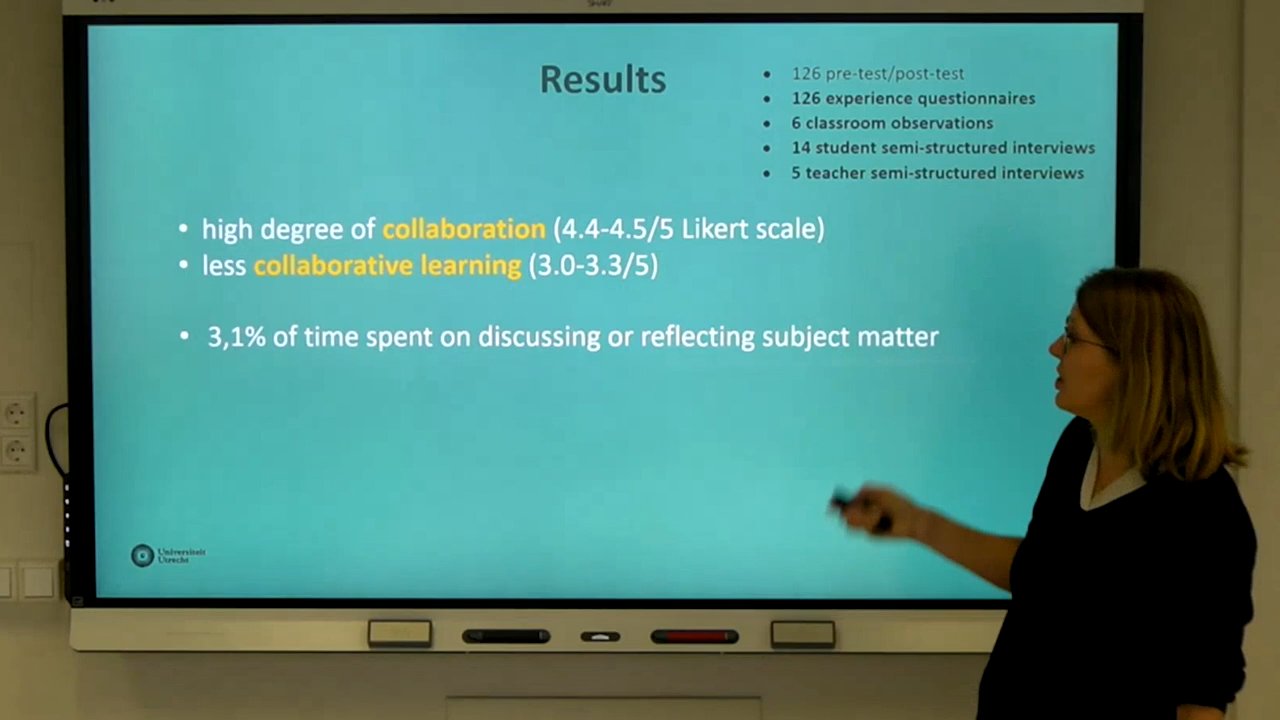 SMART
Results
• 126 pre-test/post-test
• 126 experience questionnaires
• 6 classroom observations
• 14 student semi-structured interviews
• 5 teacher semi-structured interviews
• high degree of collaboration (4.4-4.5/5 Likert scale)
• less collaborative learning (3.0-3.3/5)
• 3,1% of time spent on discussing or reflecting subject matter
Universiteit
Utrecht